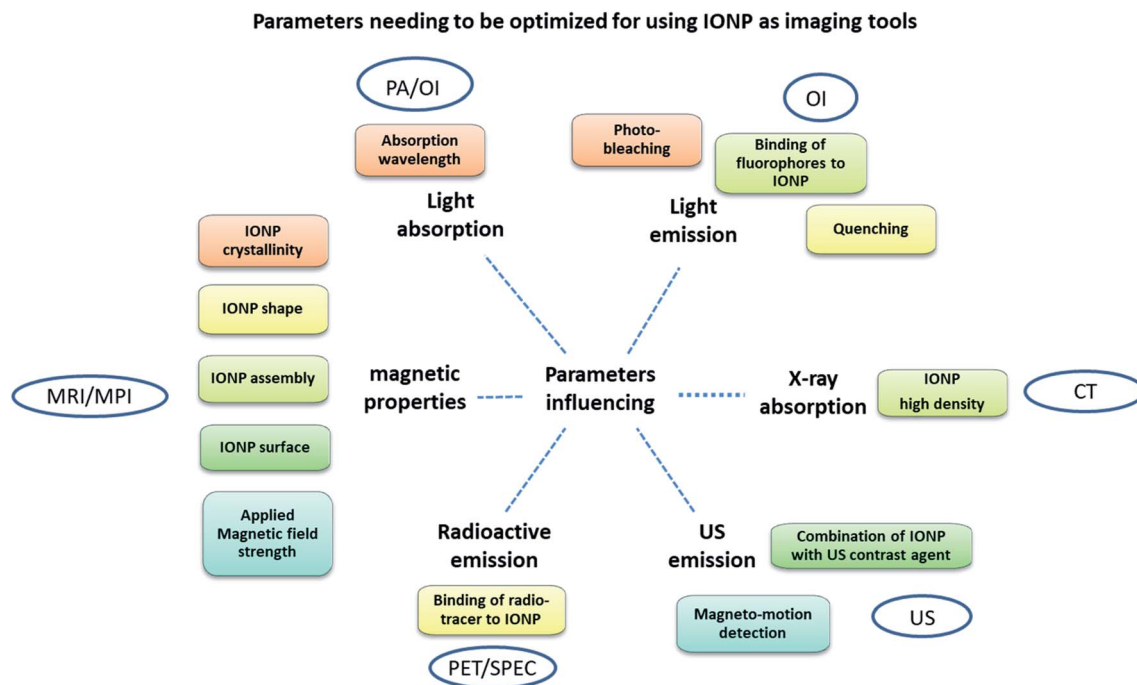 Parameters needing to be optimized for using IONP as imaging tools
PA/OI
Absorption
wavelength
Light
absorption
OI
Photo-
bleaching
Binding of
fluorophores to
IONP
Quenching
Light
emission
IONP
crystallinity
IONP shape
IONP assembly
IONP surface
Applied
Magnetic field
strength
MRI/MPI
magnetic
properties
Parameters
influencing
X-ray
absorption
IONP
high density
CT
Radioactive
emission
Binding of radio-
tracer to IONP
PET/SPEC
US
emission
Combination of IONP
with US contrast agent
Magneto-motion
detection
US